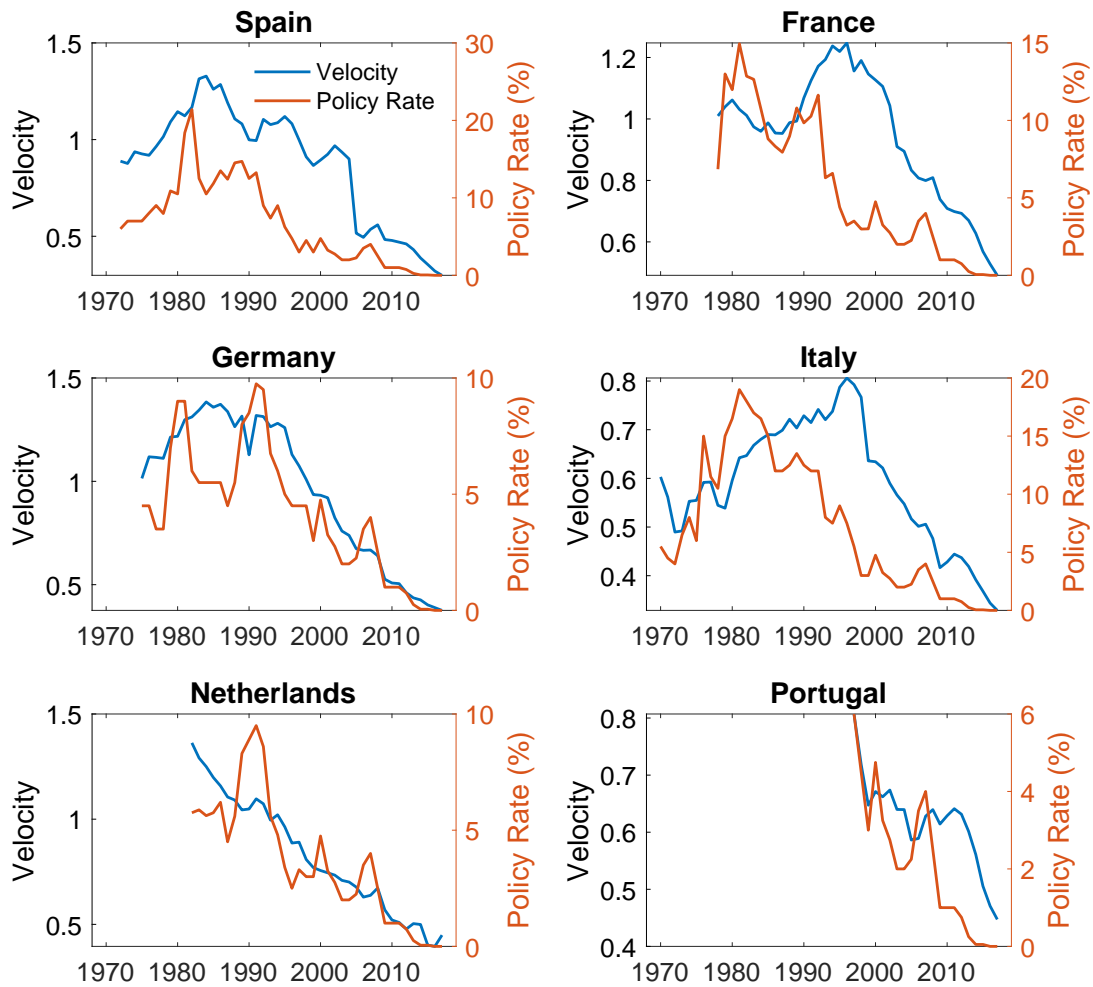 Spain
1.5
1
0.5
Velocity
Velocity
Policy Rate
30
20
10
0
Policy Rate (%)
1970 1980 1990 2000 2010
France
1.2
1
0.8
0.6
Velocity
15
10
5
0
Policy Rate (%)
1970 1980 1990 2000 2010
Germany
1.5
1
0.5
Velocity
10
5
0
Policy Rate (%)
1970 1980 1990 2000 2010
Italy
0.8
0.7
0.6
0.5
0.4
Velocity
20
15
10
5
0
Policy Rate (%)
1970 1980 1990 2000 2010
Netherlands
1.5
1
0.5
Velocity
10
5
0
Policy Rate (%)
1970 1980 1990 2000 2010
Portugal
0.8
0.7
0.6
0.5
0.4
Velocity
6
4
2
0
Policy Rate (%)
1970 1980 1990 2000 2010